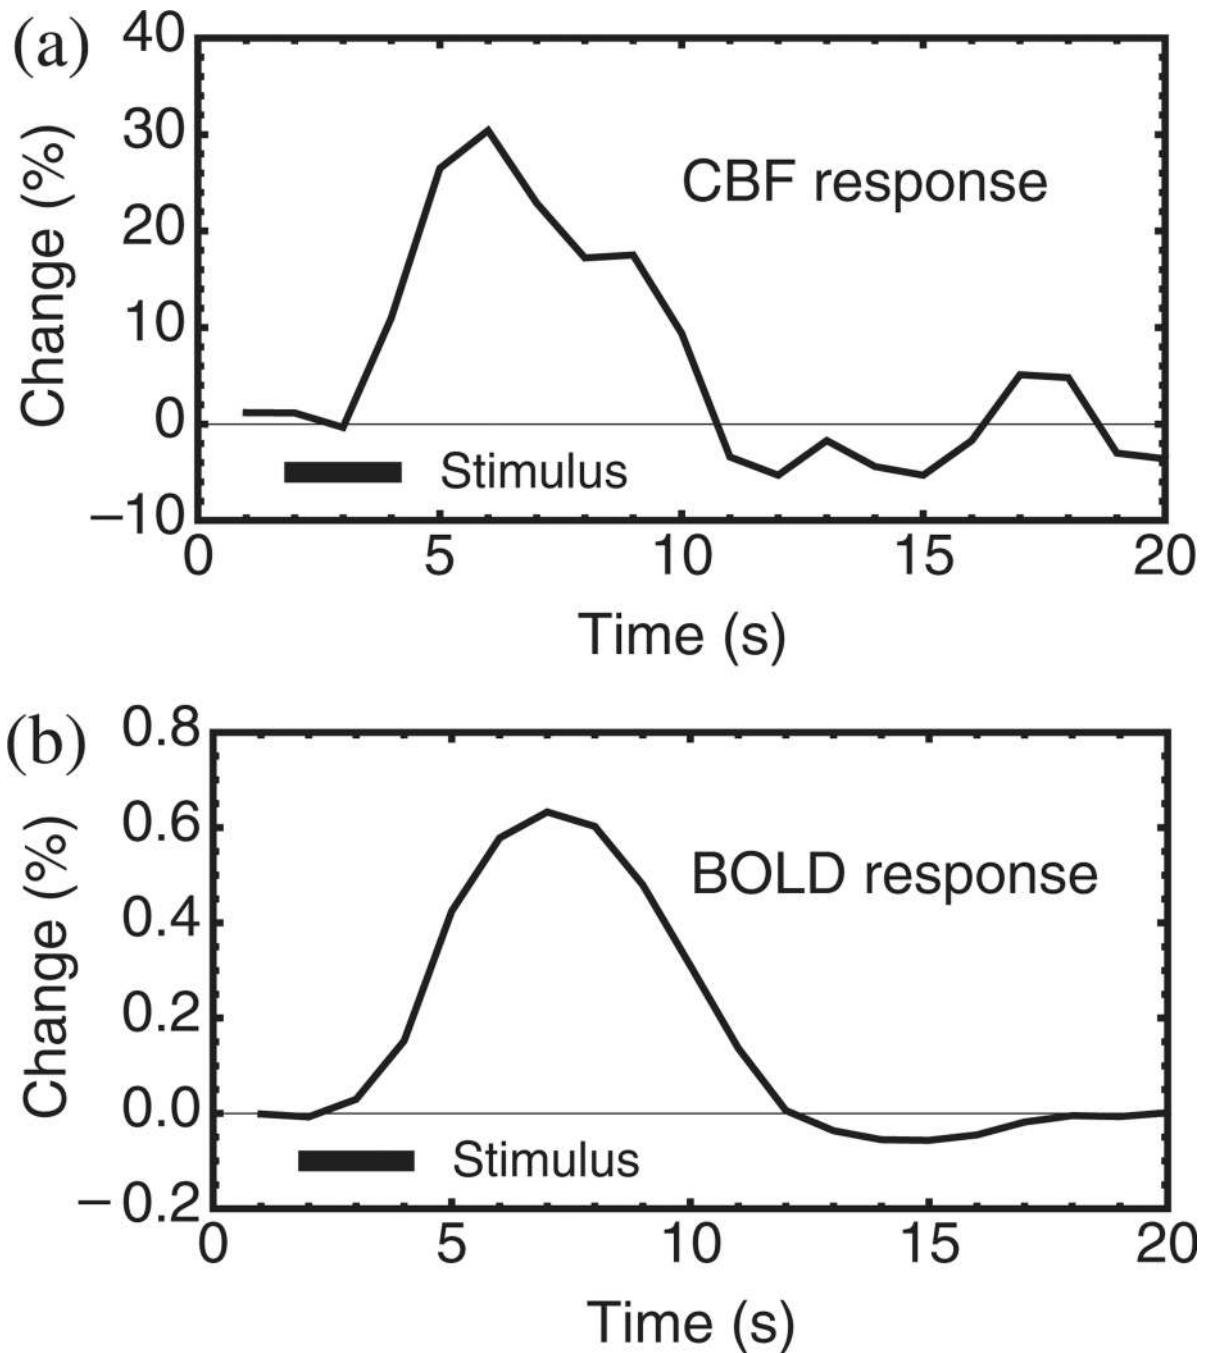 (a)
40
30
20
10
0
–10
Change (%)
CBF response
Stimulus
0 5 10 15 20
Time (s)
(b)
0.8
0.6
0.4
0.2
0.0
–0.2
Change (%)
BOLD response
Stimulus
0 5 10 15 20
Time (s)